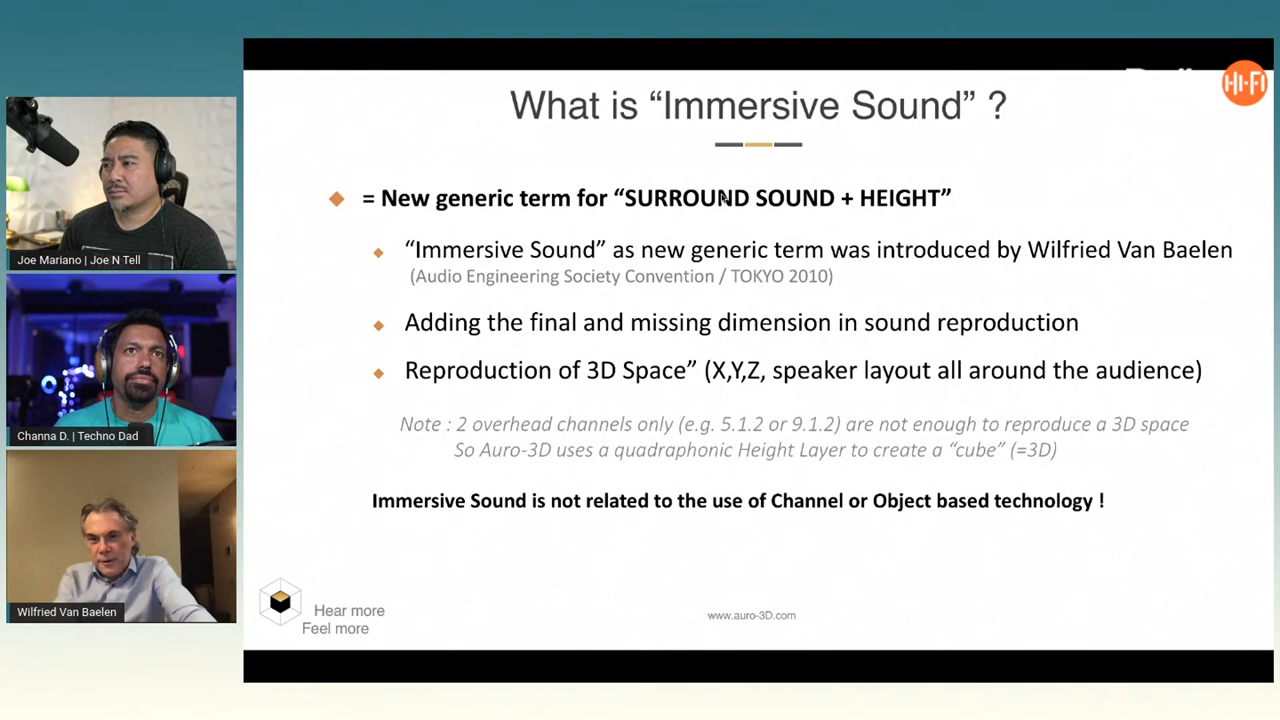 HI-FI
What is “Immersive Sound” ?
= New generic term for “SURROUND SOUND + HEIGHT”
“Immersive Sound” as new generic term was introduced by Wilfried Van Baelen
(Audio Engineering Society Convention / TOKYO 2010)
Adding the final and missing dimension in sound reproduction
Reproduction of 3D Space” (X,Y,Z, speaker layout all around the audience)
Note : 2 overhead channels only (e.g. 5.1.2 or 9.1.2) are not enough to reproduce a 3D space
So Auro-3D uses a quadraphonic Height Layer to create a “cube” (=3D)
Immersive Sound is not related to the use of Channel or Object based technology !
Hear more
Feel more
www.auro-3D.com
Joe Mariano | Joe N Tell
Channa D. | Techno Dad
Wilfried Van Baelen